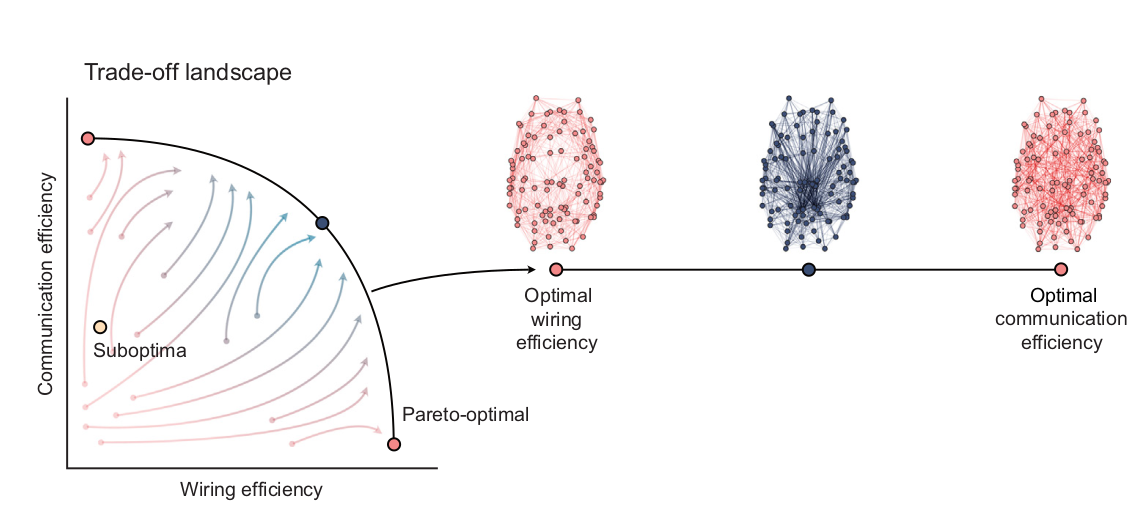 Trade-off landscape
Communication efficiency
Suboptima
Pareto-optimal
Wiring efficiency
Optimal
wiring
efficiency
Optimal
communication
efficiency